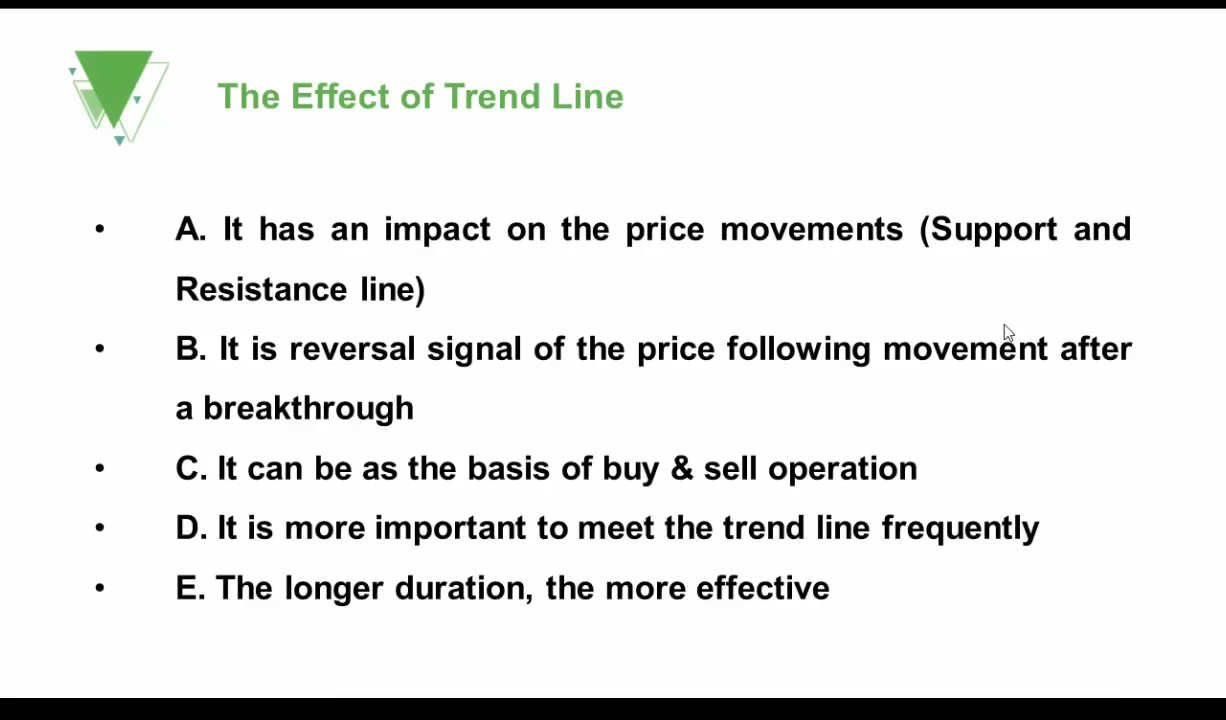 The Effect of Trend Line
• A. It has an impact on the price movements (Support and
Resistance line)
• B. It is reversal signal of the price following movement after
a breakthrough
• C. It can be as the basis of buy & sell operation
• D. It is more important to meet the trend line frequently
• E. The longer duration, the more effective